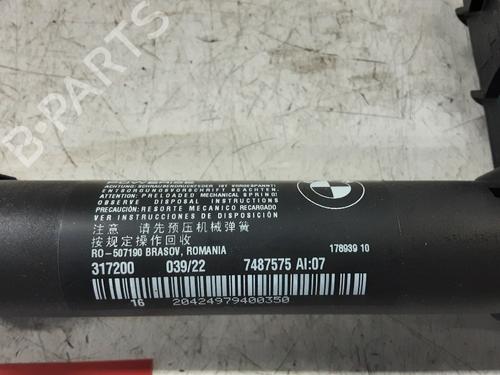 B-PARTS
ACHTUNG: SCHRAUBENDRUCKFEDER IST VORGESPANNT!
ENTSORGUNGSVORSCHRIFT BEACHTEN.
ATTENTION: PRELOADED MECHANICAL SPRING!
OBSERVE DISPOSAL INSTRUCTIONS
PRECAUCIÓN: RESORTE MECANICO RECARGADO
VER INSTRUCCIONES DE DISPOSICIÓN
注意 请先预压机械弹簧
按规定操作回收
RO-507190 BRASOV, ROMANIA
178939 10
317200 039/22 7487575 AI:07
16 20424979400350
BMW